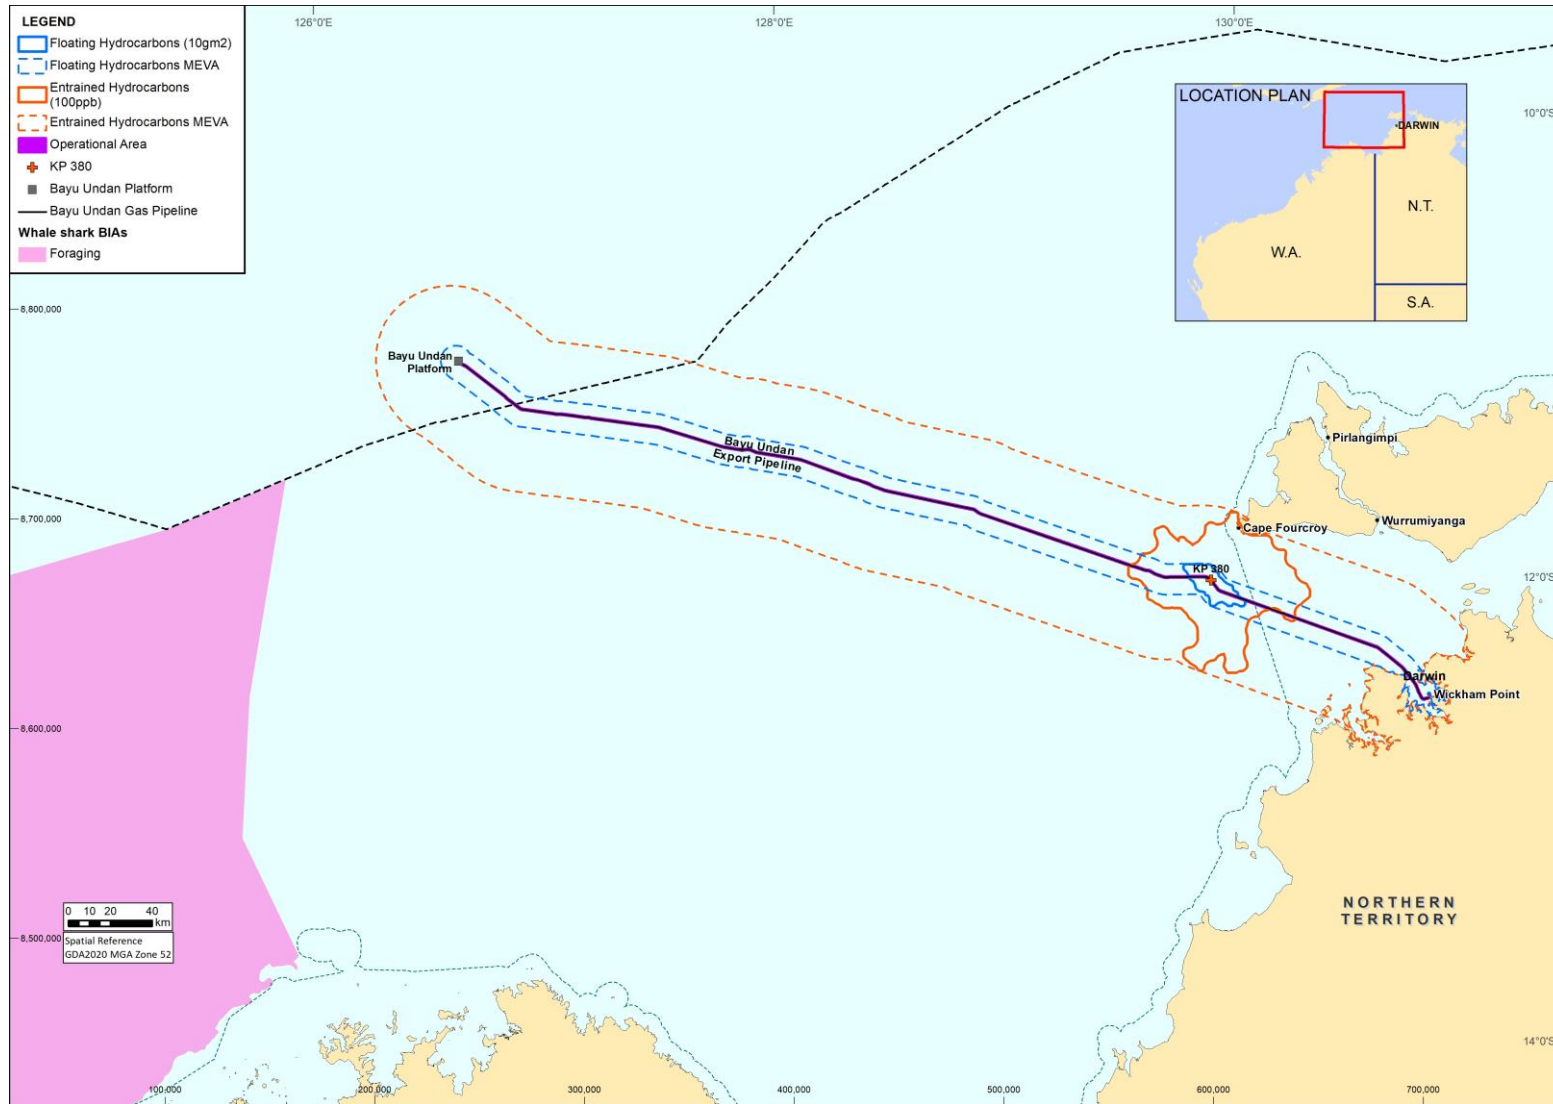 LEGEND
Floating Hydrocarbons (10gm2)
Floating Hydrocarbons MEVA
Entrained Hydrocarbons
(100ppb)
Entrained Hydrocarbons MEVA
Operational Area
KP 380
Bayu Undan Platform
Bayu Undan Gas Pipeline
Whale shark BIAs
Foraging
126°0'E
128°0'E
130°0'E
LOCATION PLAN
DARWIN
N.T.
W.A.
S.A.
10°0'S
8,800,000
Bayu Undan
Platform
Bayu Undan
Export Pipeline
Pirlangimpi
8,700,000
Cape Fourcroy
Wurrumiyanga
KP 380
12°0'S
Darwin
Wickham Point
8,600,000
NORTHERN
TERRITORY
0 10 20 40
km
Spatial Reference
GDA2020 MGA Zone 52
8,500,000
14°0'S
100,000
200,000
300,000
400,000
500,000
600,000
700,000